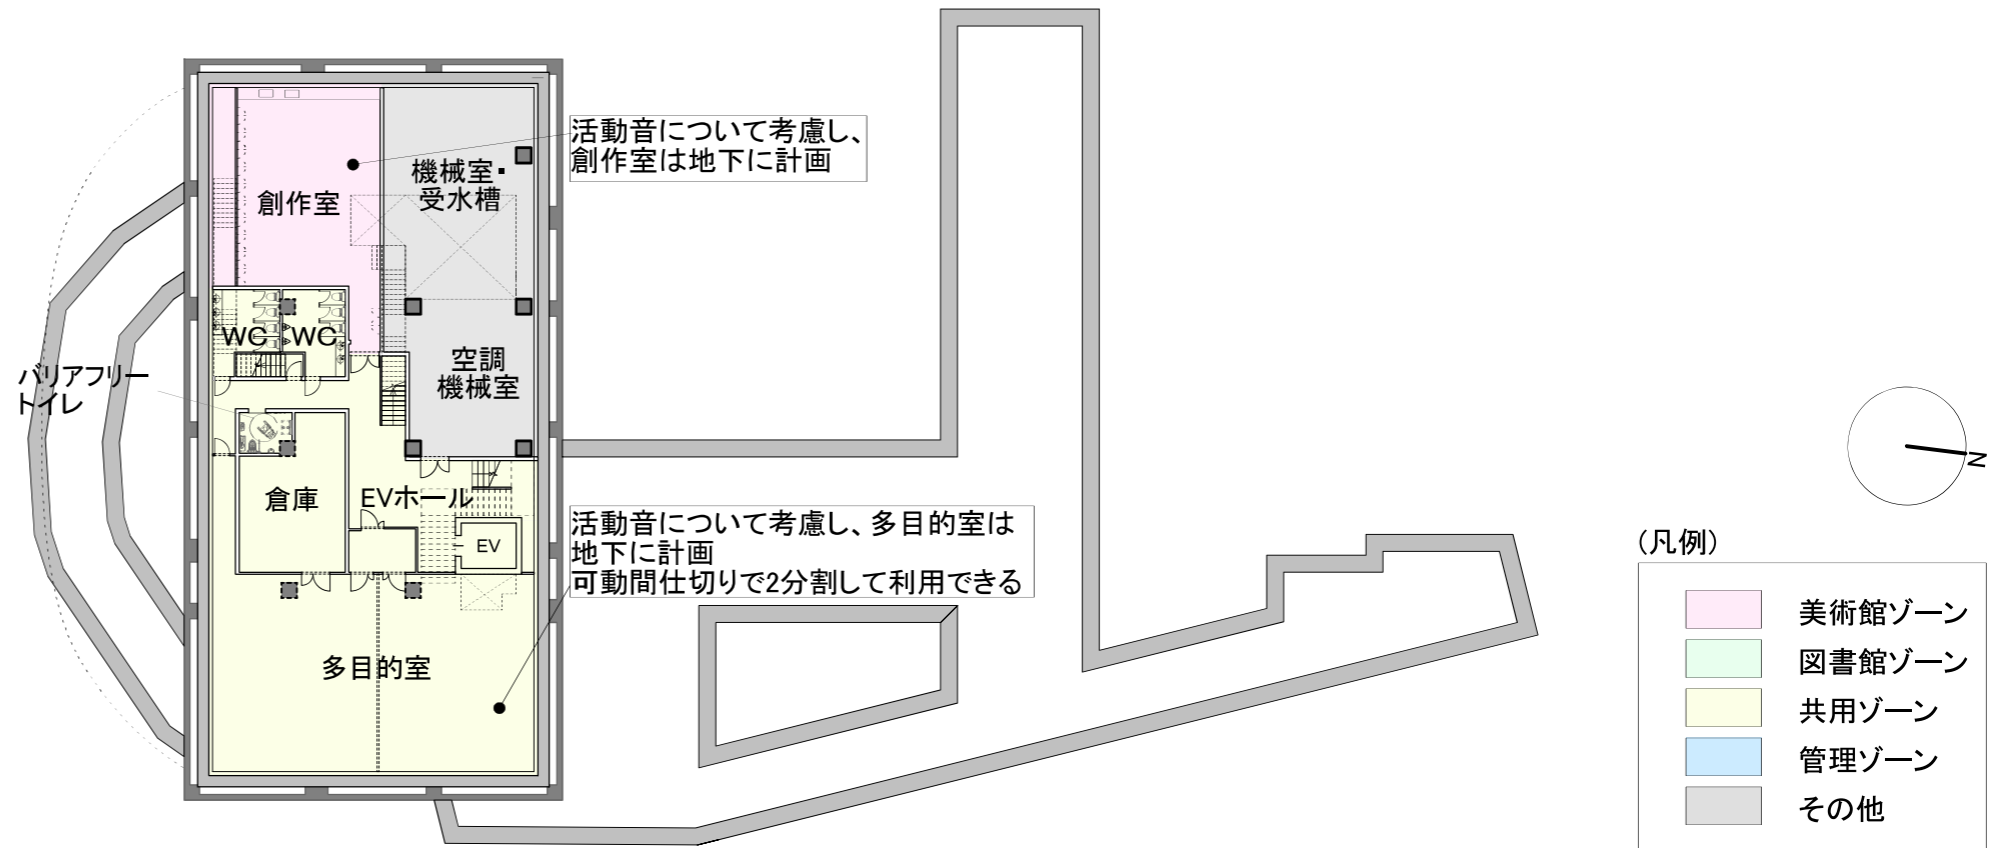 活動音について考慮し、
創作室は地下に計画
機械室・
受水槽
創作室
WC
WC
空調
機械室
バリアフリー
トイレ
倉庫
EVホール
EV
活動音について考慮し、多目的室は
地下に計画
可動間仕切りで2分割して利用できる
多目的室
N
(凡例)
美術館ゾーン
図書館ゾーン
共用ゾーン
管理ゾーン
その他